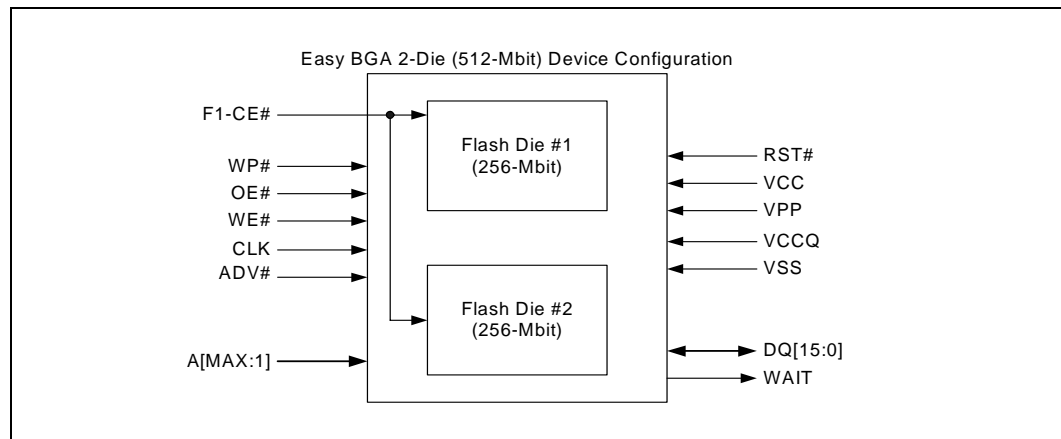 Easy BGA 2-Die (512-Mbit) Device Configuration
F1-CE#
WP#
OE#
WE#
CLK
ADV#
A[MAX:1]
Flash Die #1
(256-Mbit)
Flash Die #2
(256-Mbit)
RST#
VCC
VPP
VCCQ
VSS
DQ[15:0]
WAIT